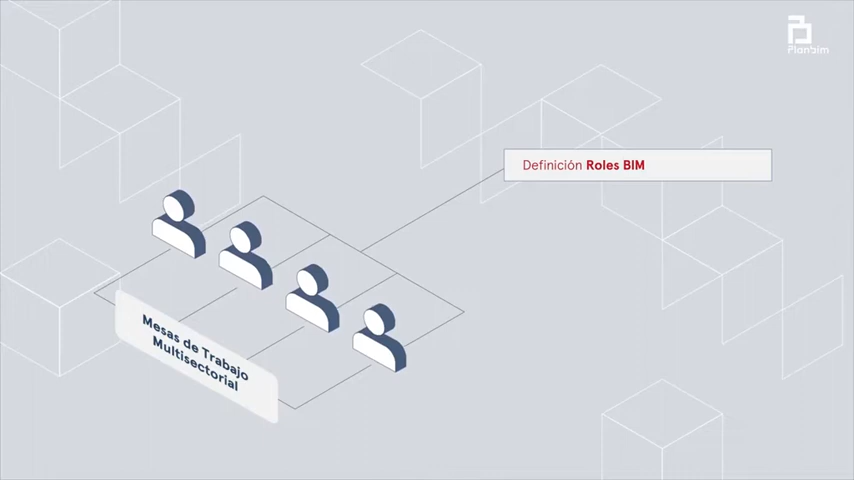 Planbim
Definición Roles BIM
Mesas de Trabajo
Multisectorial